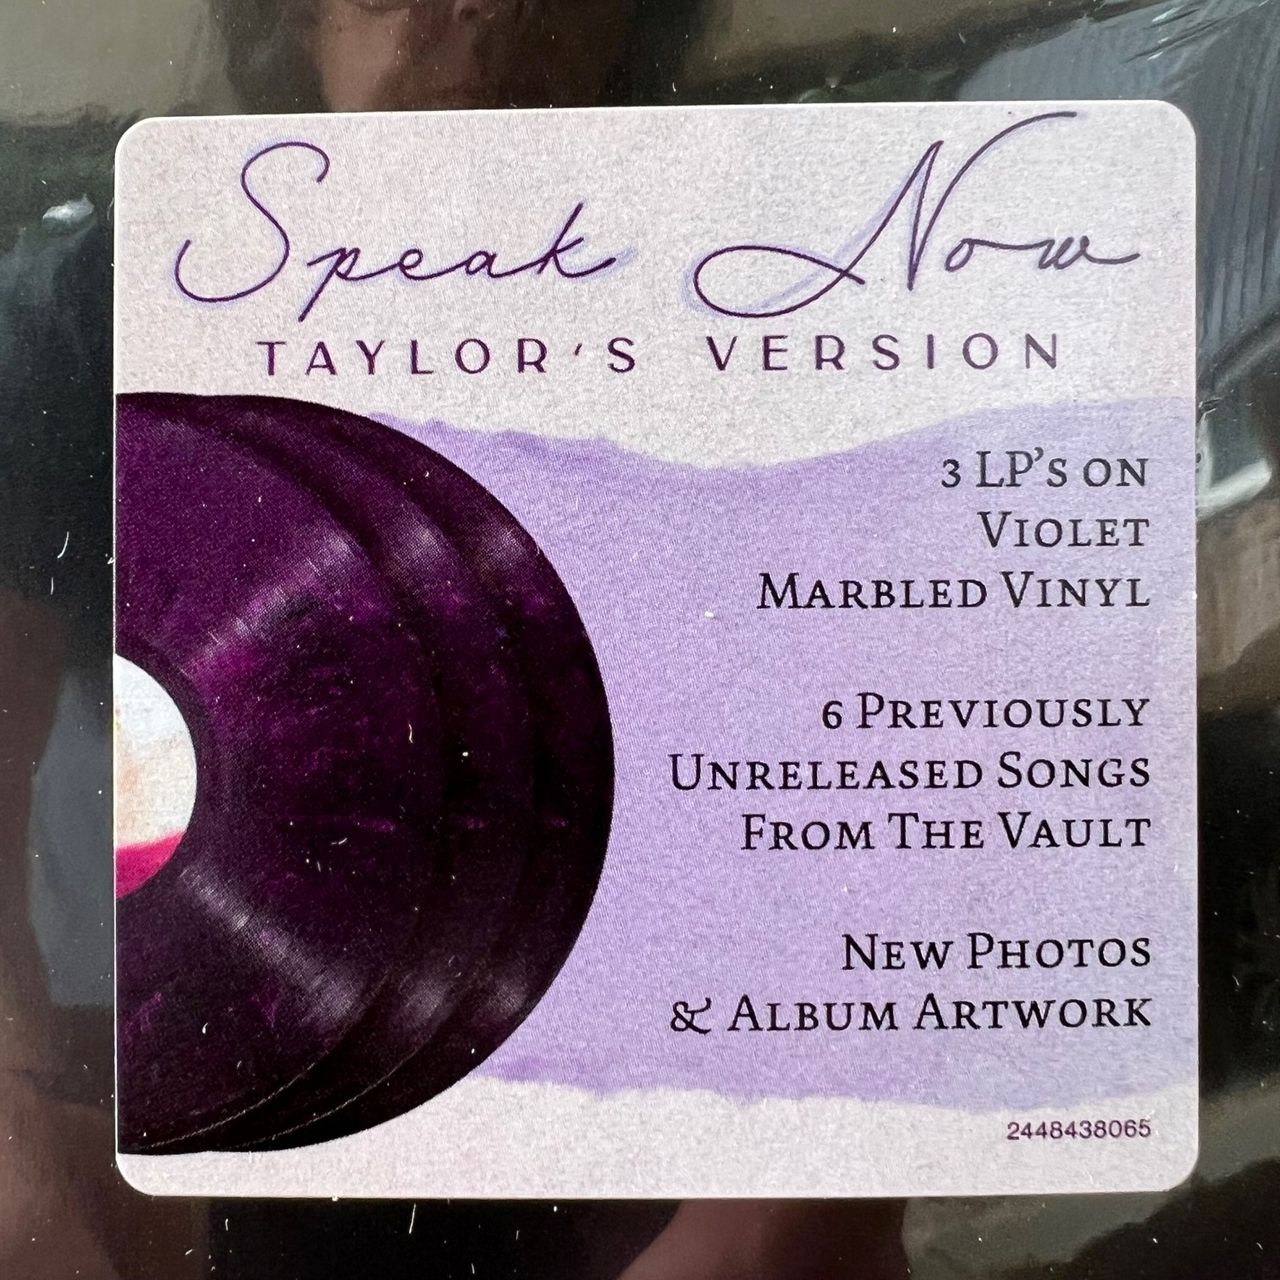 Speak Now
TAYLOR'S VERSION
3 LP's on
Violet
Marbled Vinyl
6 Previously
Unreleased Songs
From The Vault
New Photos
& Album Artwork
2448438065